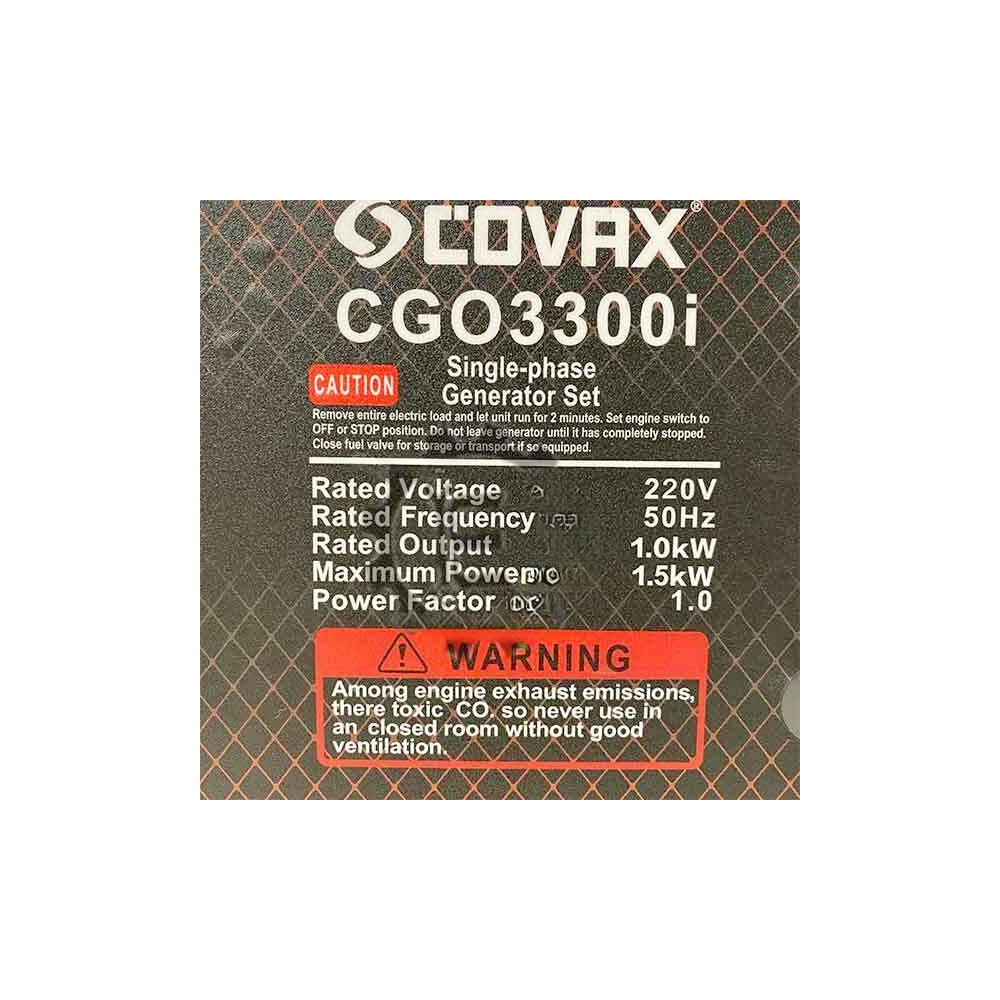 COVAX®
CGO3300i
Single-phase
Generator Set
CAUTION
Remove entire electric load and let unit run for 2 minutes. Set engine switch to
OFF or STOP position. Do not leave generator until it has completely stopped.
Close fuel valve for storage or transport if so equipped.
Rated Voltage 220V
Rated Frequency 50Hz
Rated Output 1.0kW
Maximum Power 1.5kW
Power Factor 1.0
WARNING
Among engine exhaust emissions,
there toxic CO. so never use in
an closed room without good
ventilation.